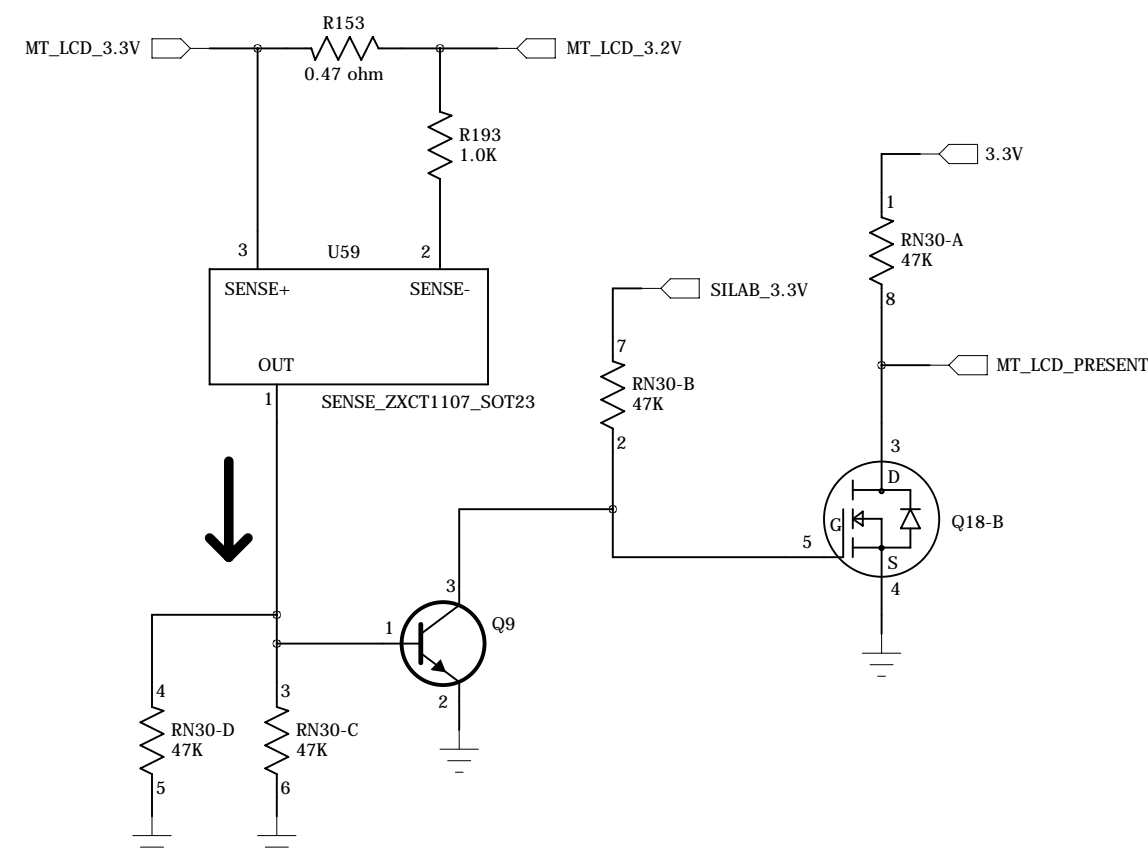 R153
MT_LCD_3.3V
MT_LCD_3.2V
0.47 ohm
R193
1.0K
3.3V
1
RN30-A
47K
8
3
U59
2
SENSE+
SENSE-
SILAB_3.3V
OUT
7
MT_LCD_PRESENT
RN30-B
47K
1
SENSE_ZXCT1107_SOT23
2
3
D
G
Q18-B
5
S
4
3
1
Q9
2
4
3
RN30-D
47K
RN30-C
47K
5
6